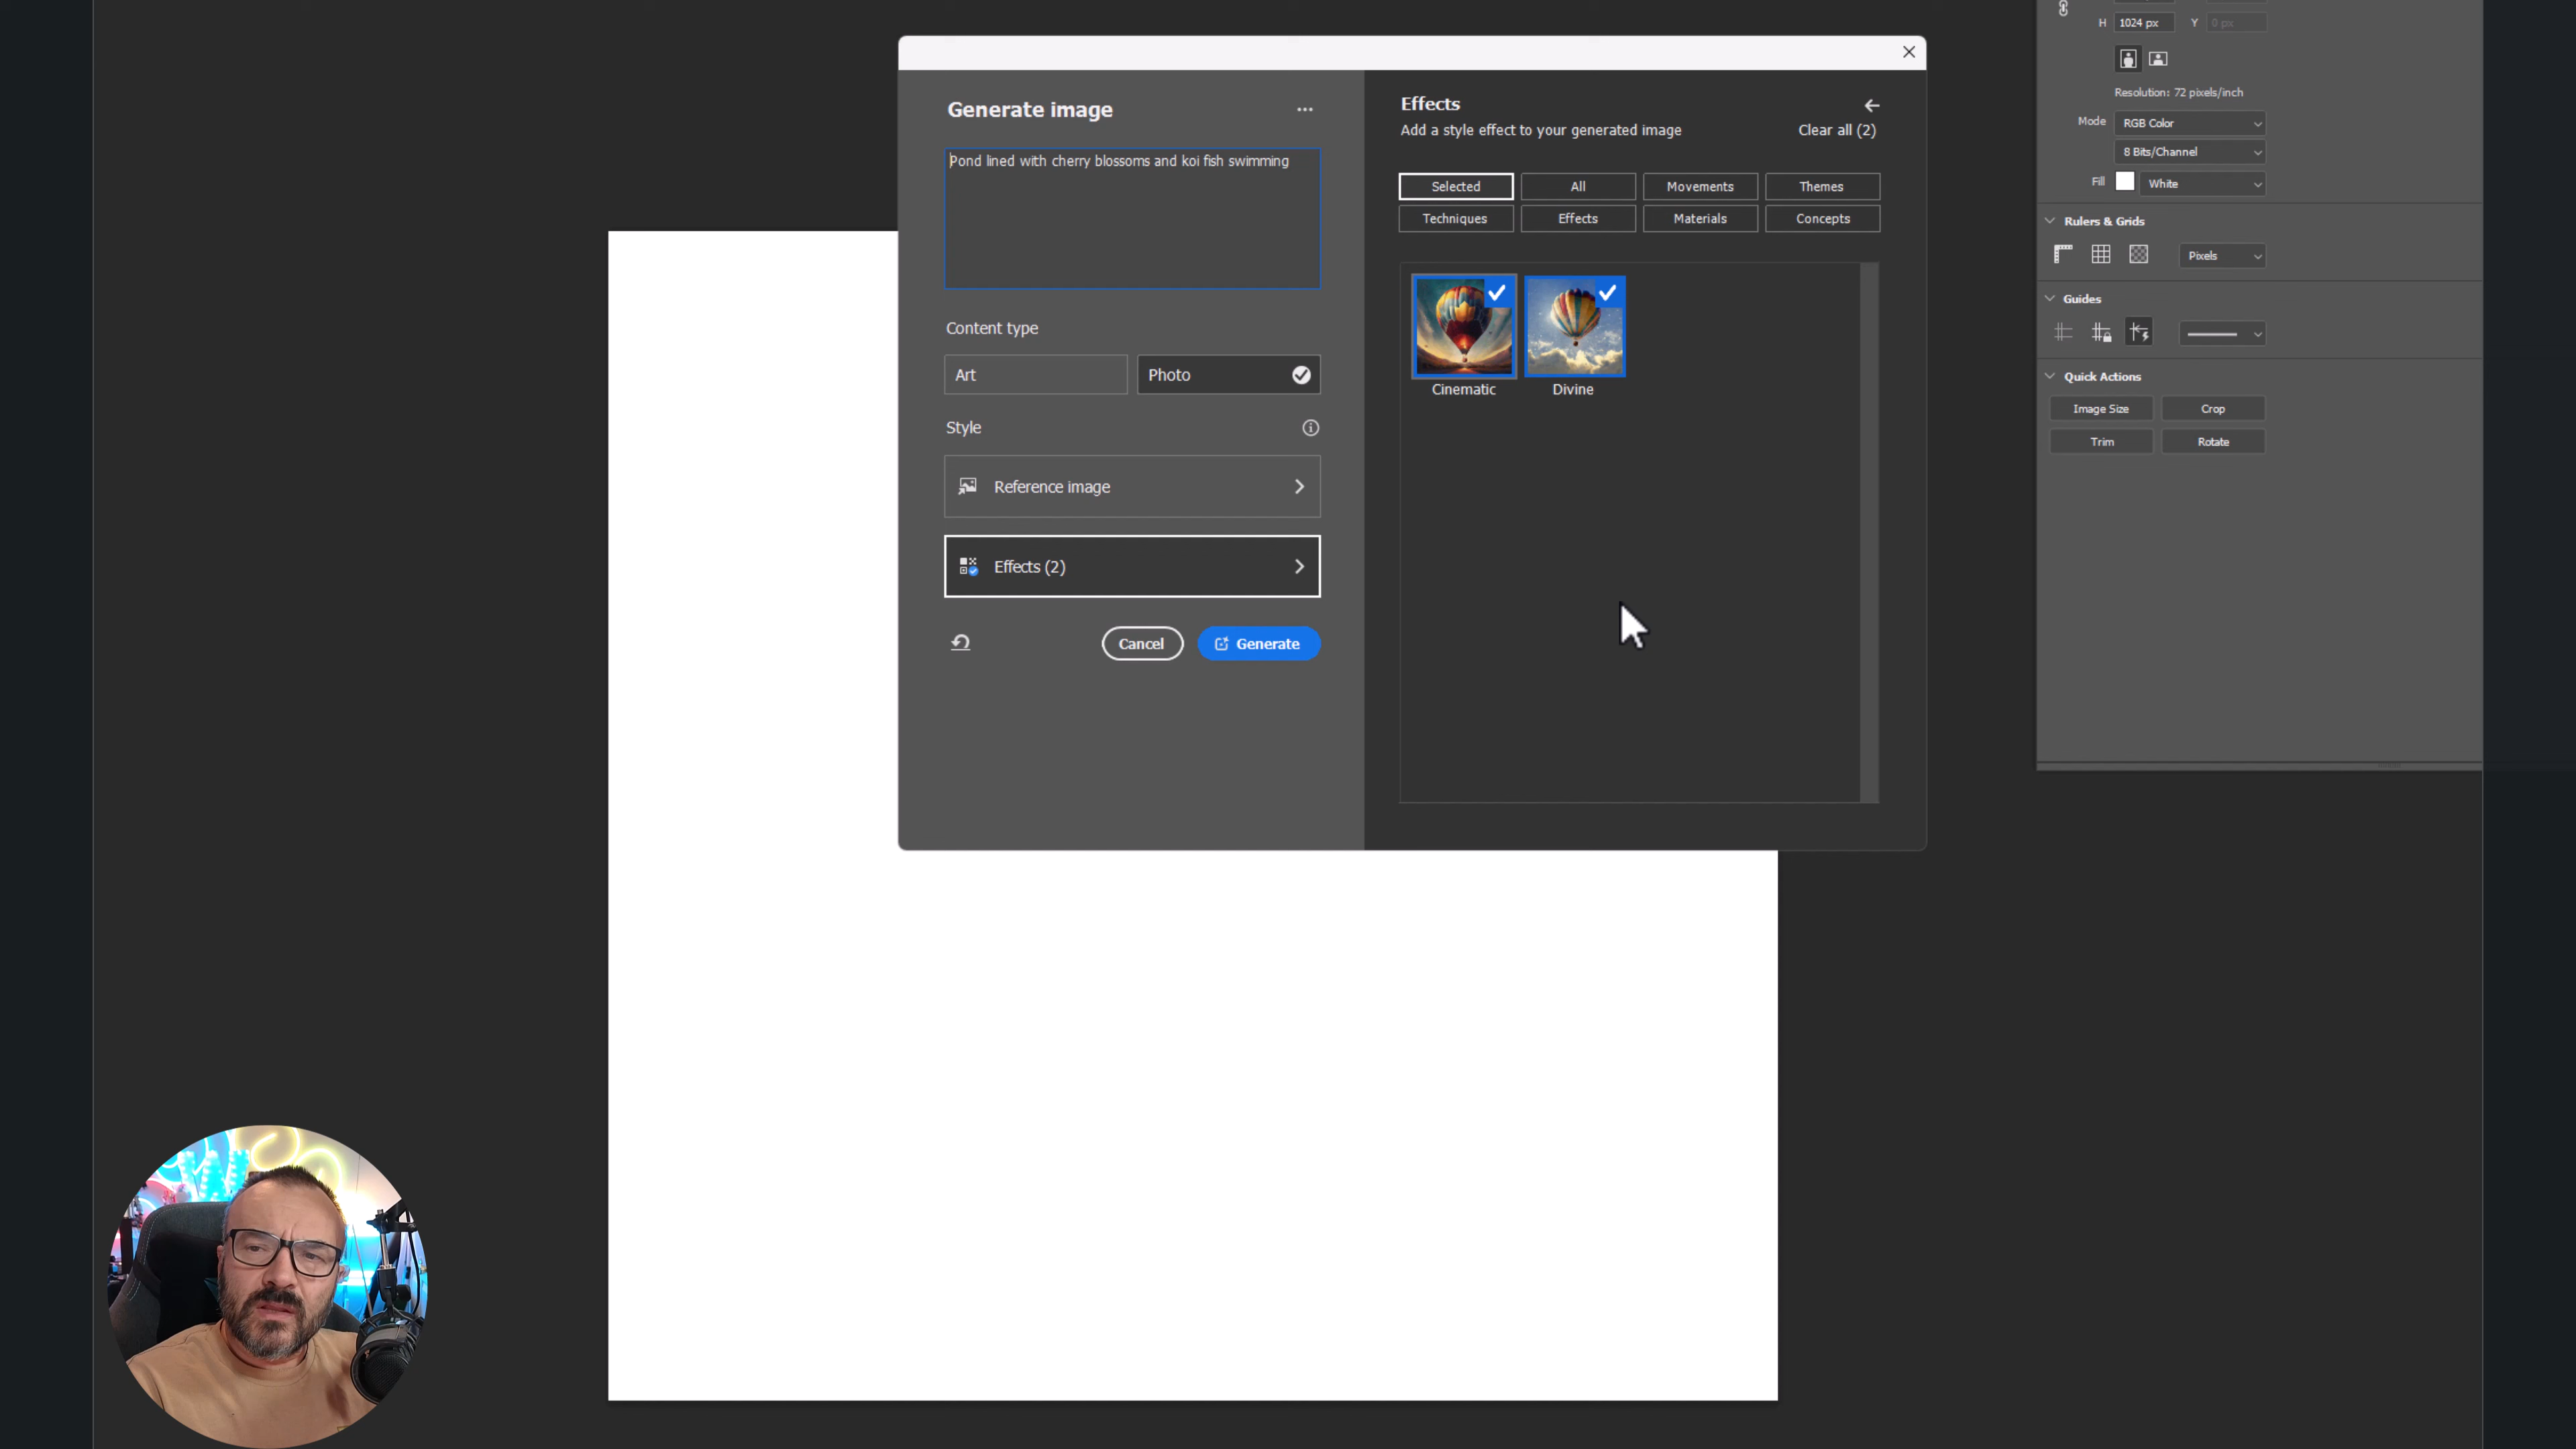 H 1024 px Y 0 px
Resolution: 72 pixels/inch
Mode RGB Color
8 Bits/Channel
Fill White
Rulers & Grids
Pixels
Guides
Quick Actions
Image Size Crop
Trim Rotate
Generate image
Pond lined with cherry blossoms and koi fish swimming
Content type
Art Photo
Style
Reference image
Effects (2)
Cancel Generate
Effects
Add a style effect to your generated image Clear all (2)
Selected All Movements Themes
Techniques Effects Materials Concepts
Cinematic Divine